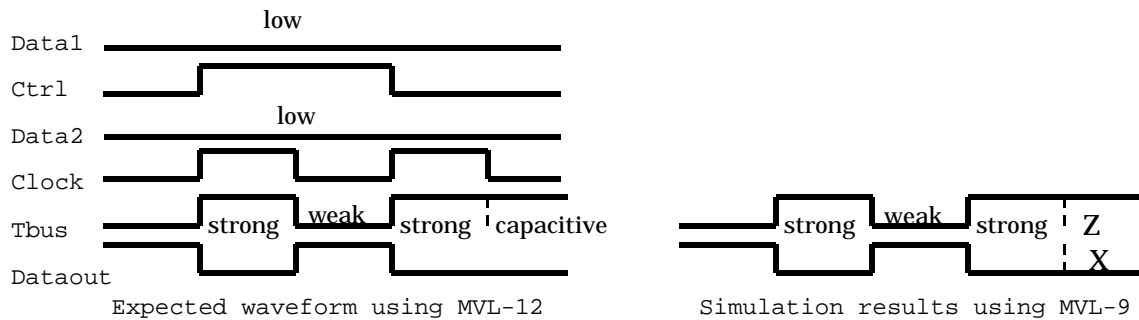 low
Data1
Ctrl
low
Data2
Clock
Tbus strong weak strong capacitive strong weak strong Z
X
Dataout
Expected waveform using MVL-12 Simulation results using MVL-9